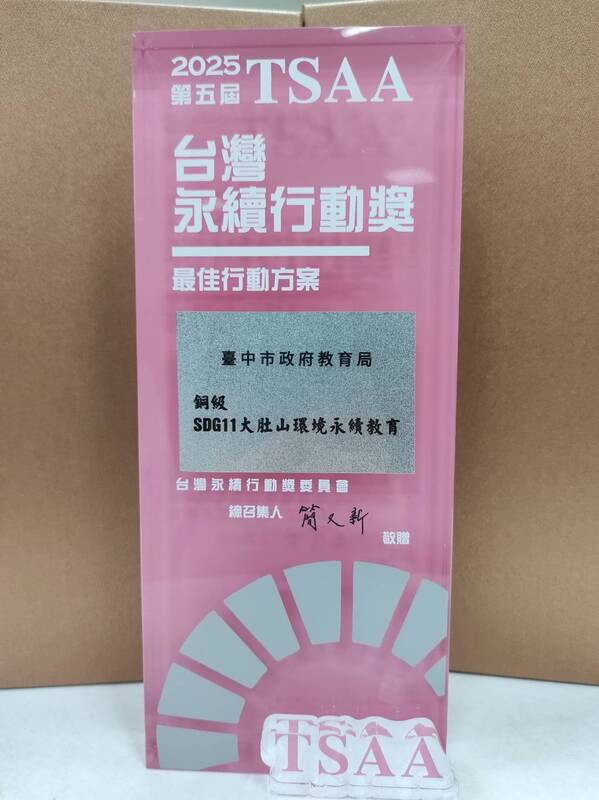 2025
第五屆 TSAA
台灣
永續行動獎
最佳行動方案
臺中市政府教育局
銅級
SDG11大肚山環境永續教育
台灣永續行動獎委員會
總召集人 簡又新
敬贈
TSAA